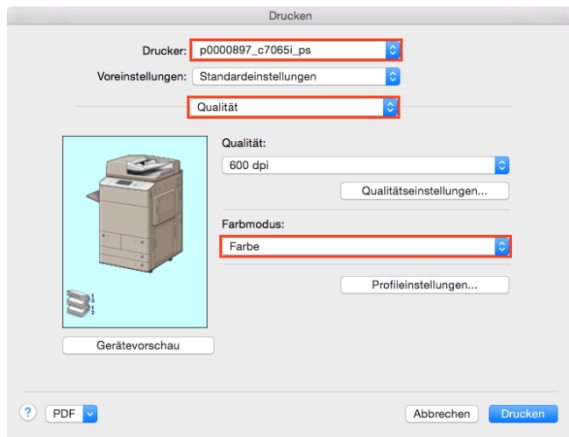 Drucken
Drucker: p0000897_c7065i_ps
Voreinstellungen: Standardeinstellungen
Qualität
Qualität:
600 dpi
Qualitätseinstellungen...
Farbmodus:
Farbe
Profileinstellungen...
Gerätevorschau
? PDF Abbrechen Drucken